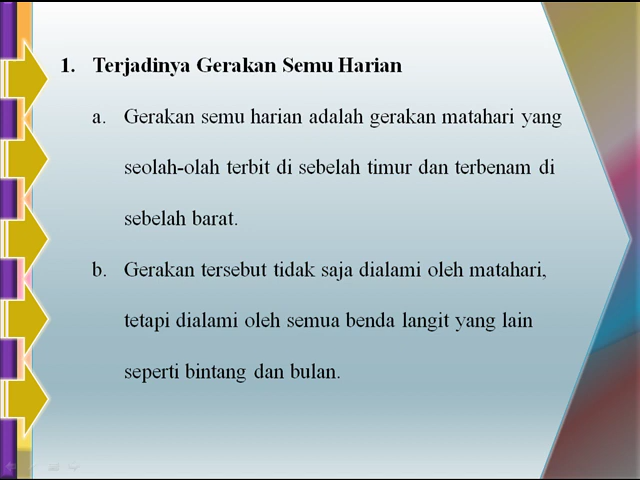 1. Terjadinya Gerakan Semu Harian
a. Gerakan semu harian adalah gerakan matahari yang
seolah-olah terbit di sebelah timur dan terbenam di
sebelah barat.
b. Gerakan tersebut tidak saja dialami oleh matahari,
tetapi dialami oleh semua benda langit yang lain
seperti bintang dan bulan.